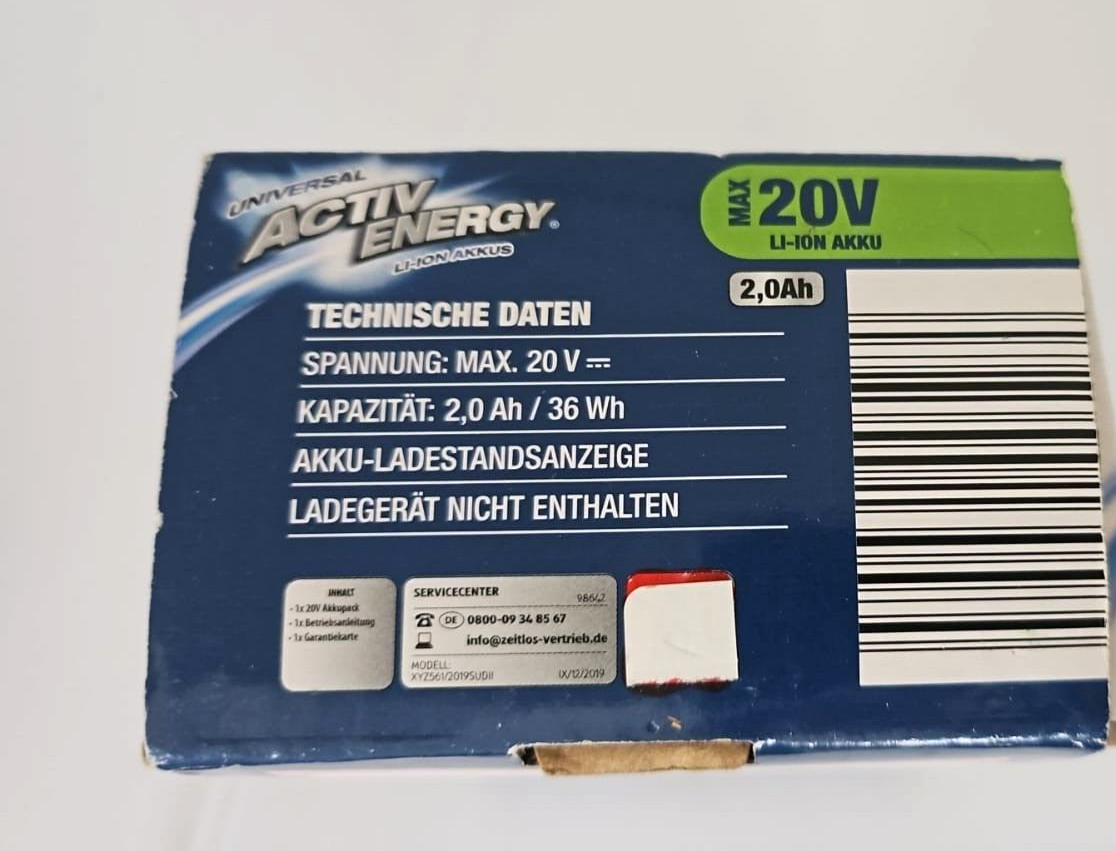 UNIVERSAL
ACTIV
ENERGY®
LI-ION AKKUS
MAX 20V
LI-ION AKKU
2,0Ah
TECHNISCHE DATEN
SPANNUNG: MAX. 20 V ⎓
KAPAZITÄT: 2,0 Ah / 36 Wh
AKKU-LADESTANDSANZEIGE
LADEGERÄT NICHT ENTHALTEN
INHALT
- 1x 20V Akkupack
- 1x Betriebsanleitung
- 1x Garantiekarte
SERVICECENTER
98642
DE 0800-09 34 85 67
info@zeitlos-vertrieb.de
MODELL:
XYZ561/2019SUDII IX/12/2019